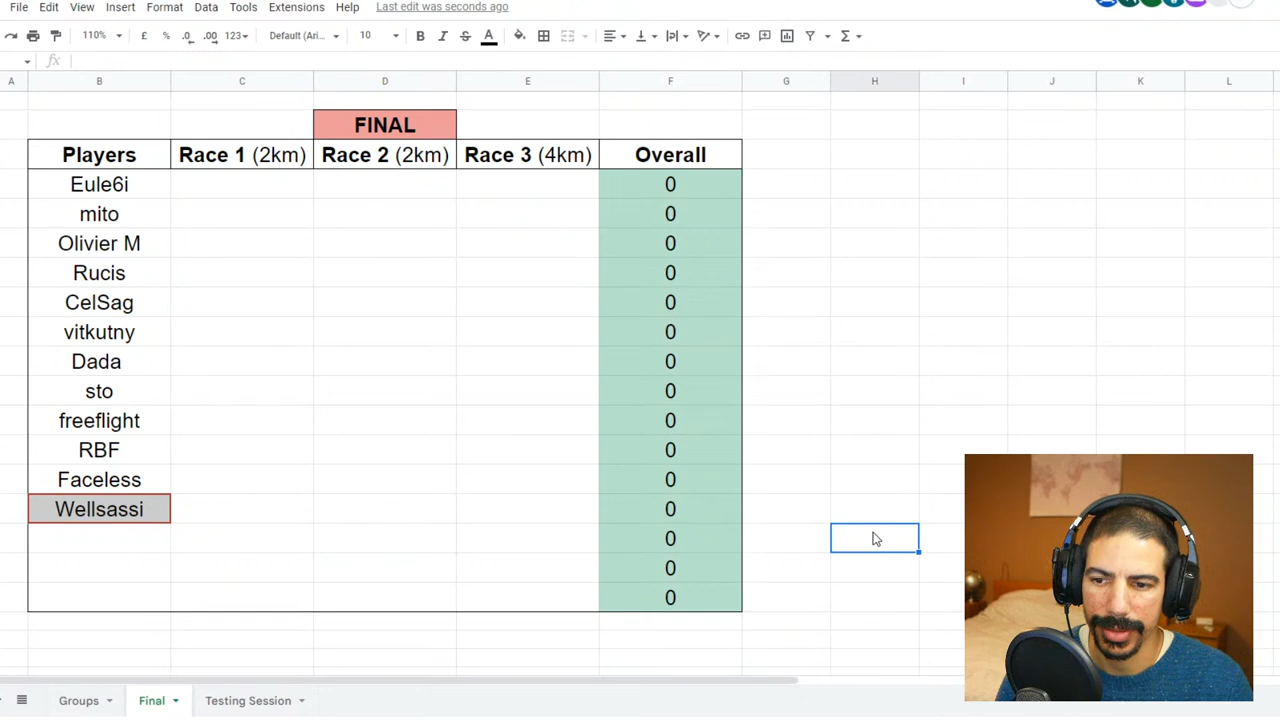 File Edit View Insert Format Data Tools Extensions Help Last edit was seconds ago
110% £ % .0 .00 123 Default (Ari... 10 B I S A
fx
A B C D E F G H I J K L
FINAL
Players Race 1 (2km) Race 2 (2km) Race 3 (4km) Overall
Eule6i 0
mito 0
Olivier M 0
Rucis 0
CelSag 0
vitkutny 0
Dada 0
sto 0
freeflight 0
RBF 0
Faceless 0
Wellsassi 0
0
0
0
Groups Final Testing Session